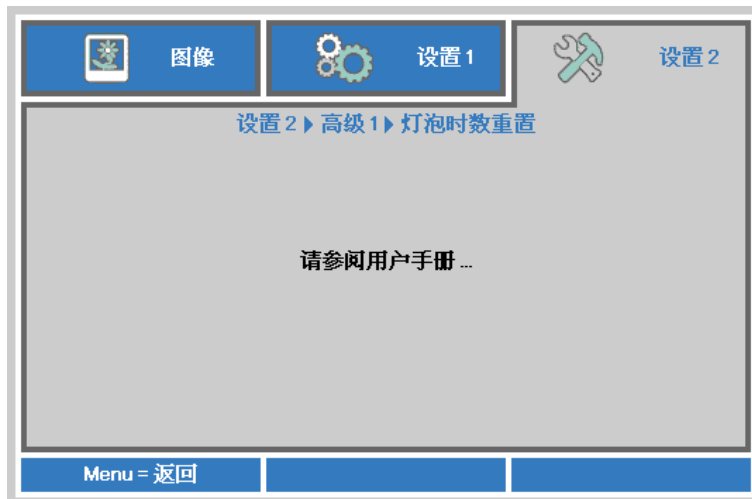 图像
设置1
设置2
设置2▶高级1▶灯泡时数重置
请参阅用户手册...
Menu = 返回